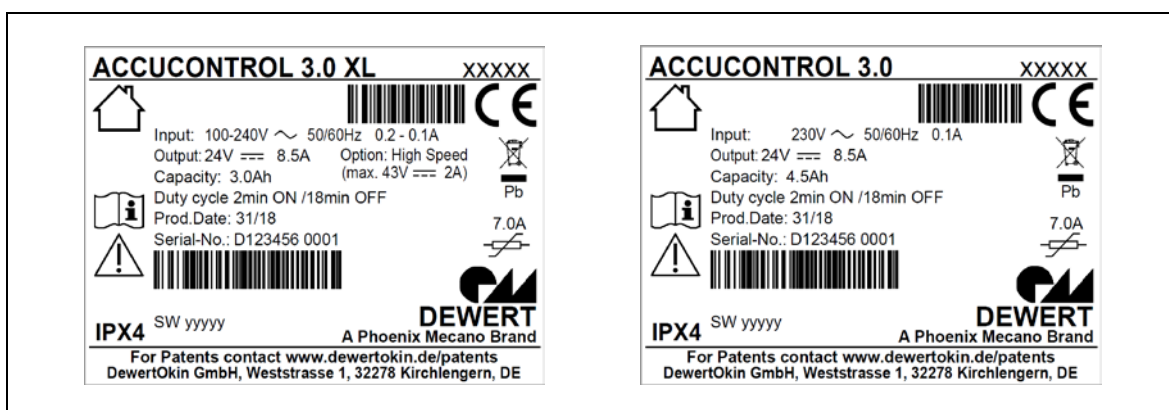 ACCUCONTROL 3.0 XL XXXXX
Input: 100-240V ~ 50/60Hz 0.2 - 0.1A
Output: 24V ⎓ 8.5A Option: High Speed
Capacity: 3.0Ah (max. 43V ⎓ 2A)
Duty cycle 2min ON /18min OFF
Pb
Prod.Date: 31/18
7.0A
Serial-No.: D123456 0001
DEWERT
IPX4 SW yyyyy
A Phoenix Mecano Brand
For Patents contact www.dewertokin.de/patents
DewertOkin GmbH, Weststrasse 1, 32278 Kirchlengern, DE
ACCUCONTROL 3.0 XXXXX
Input: 230V ~ 50/60Hz 0.1A
Output: 24V ⎓ 8.5A
Capacity: 4.5Ah
Duty cycle 2min ON /18min OFF
Pb
Prod.Date: 31/18
7.0A
Serial-No.: D123456 0001
DEWERT
IPX4 SW yyyyy
A Phoenix Mecano Brand
For Patents contact www.dewertokin.de/patents
DewertOkin GmbH, Weststrasse 1, 32278 Kirchlengern, DE